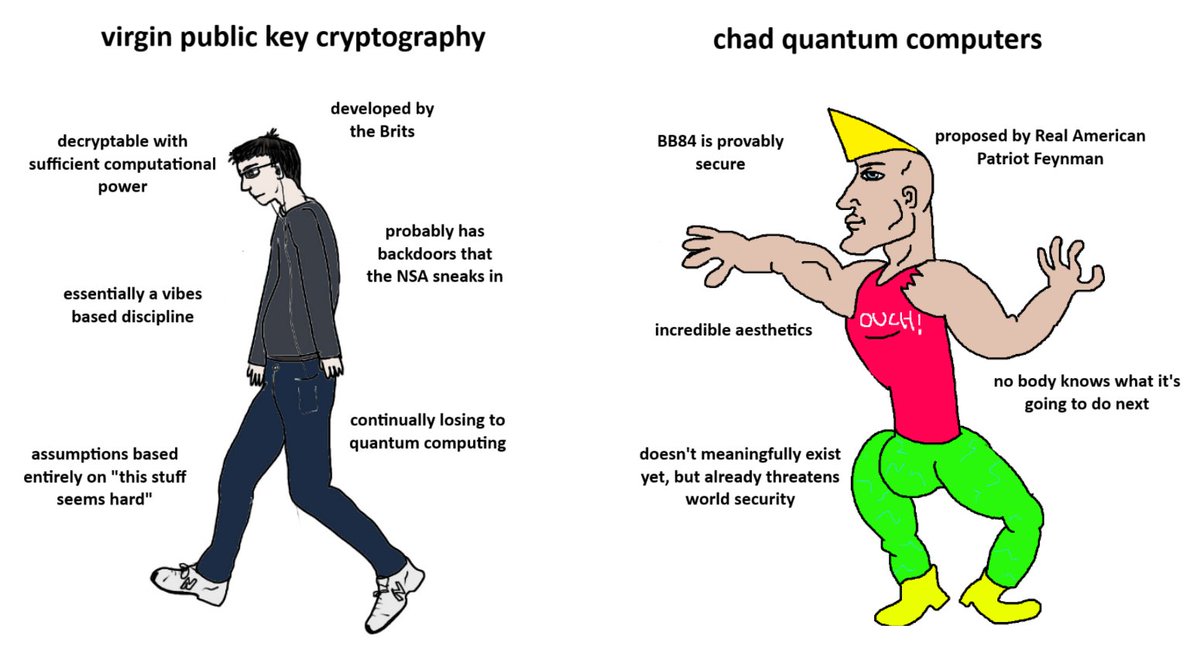 virgin public key cryptography
developed by
the Brits
decryptable with
sufficient computational
power
probably has
backdoors that
the NSA sneaks in
essentially a vibes
based discipline
continually losing to
quantum computing
assumptions based
entirely on "this stuff
seems hard"
chad quantum computers
BB84 is provably
secure
proposed by Real American
Patriot Feynman
OUCH!
incredible aesthetics
no body knows what it's
going to do next
doesn't meaningfully exist
yet, but already threatens
world security